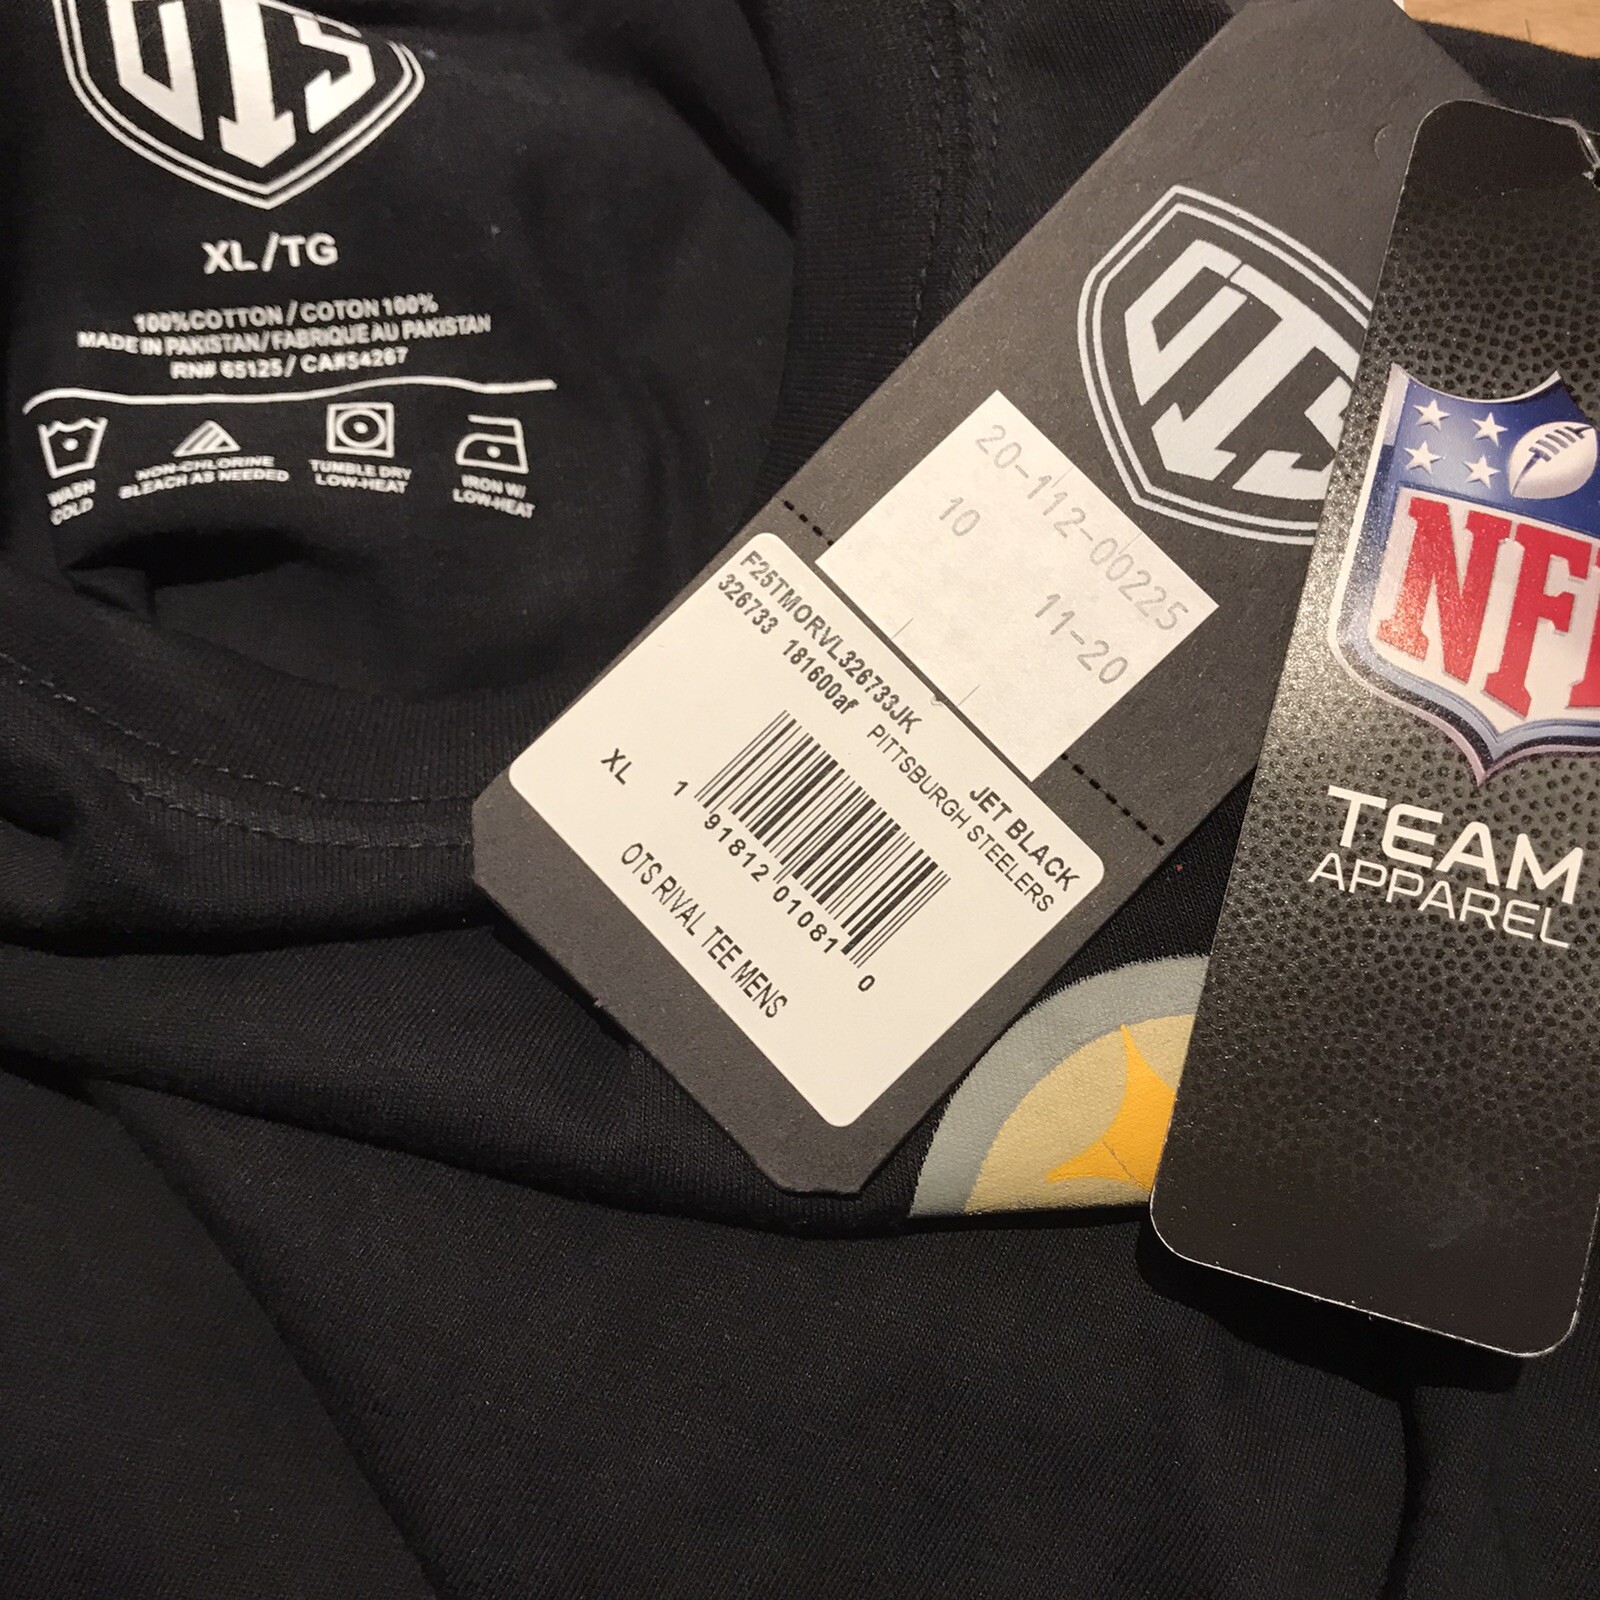 OTS
XL/TG
100%COTTON / COTON 100%
MADE IN PAKISTAN/FABRIQUE AU PAKISTAN
RN# 65125/ CA#54267
WASH
COLD
NON-CHLORINE
BLEACH AS NEEDED
TUMBLE DRY
LOW-HEAT
IRON W/
LOW-HEAT
OTS
20-112-00225
10 11-20
F25TMORVL326733JK
326733 181600af
JET BLACK
PITTSBURGH STEELERS
XL
1 91812 01081 0
OTS RIVAL TEE MENS
NFL
TEAM
APPAREL